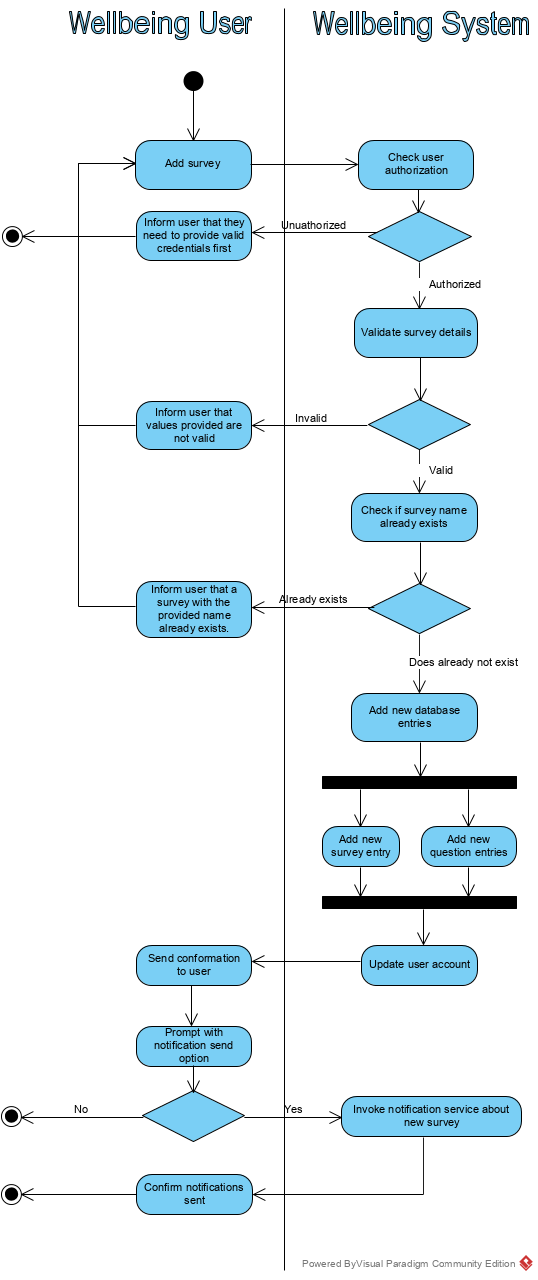 Wellbeing User
Wellbeing System
Add survey
Check user
authorization
Inform user that they
need to provide valid
credentials first
Unuathorized
Authorized
Validate survey details
Inform user that
values provided are
not valid
Invalid
Valid
Check if survey name
already exists
Inform user that a
survey with the
provided name
already exists.
Already exists
Does already not exist
Add new database
entries
Add new
survey entry
Add new
question entries
Send conformation
to user
Update user account
Prompt with
notification send
option
No
Yes
Invoke notification service about
new survey
Confirm notifications
sent
Powered ByVisual Paradigm Community Edition